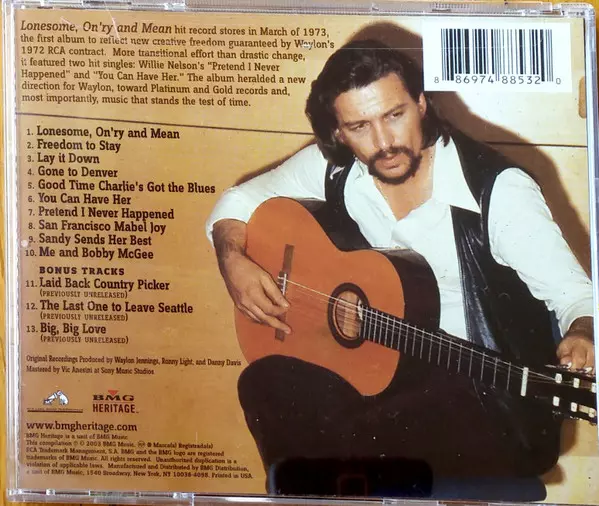 Lonesome, On'ry and Mean hit record stores in March of 1973,
the first album to reflect new creative freedom guaranteed by Waylon's
1972 RCA contract. More transitional effort than drastic change,
it featured two hit singles: Willie Nelson's "Pretend I Never
Happened" and "You Can Have Her." The album heralded a new
direction for Waylon, toward Platinum and Gold records and,
most importantly, music that stands the test of time.
8 86974 88532 0
1. Lonesome, On'ry and Mean
2. Freedom to Stay
3. Lay it Down
4. Gone to Denver
5. Good Time Charlie's Got the Blues
6. You Can Have Her
7. Pretend I Never Happened
8. San Francisco Mabel Joy
9. Sandy Sends Her Best
10. Me and Bobby McGee
BONUS TRACKS
11. Laid Back Country Picker
(PREVIOUSLY UNRELEASED)
12. The Last One to Leave Seattle
(PREVIOUSLY UNRELEASED)
13. Big, Big Love
(PREVIOUSLY UNRELEASED)
Original Recordings Produced by Waylon Jennings, Ronny Light, and Danny Davis
Mastered by Vic Anesini at Sony Music Studios
BMG
HERITAGE.
www.bmgheritage.com
BMG Heritage is a unit of BMG Music.
This compilation ℗ © 2003 BMG Music. ® Marca(s) Registrada(s)
RCA Trademark Management, S.A. BMG and the BMG logo are registered
trademarks of BMG Music. All rights reserved. Unauthorized duplication is a
violation of applicable laws. Manufactured and Distributed by BMG Distribution,
a unit of BMG Music, 1540 Broadway, New York, NY 10036-4098. Printed in USA.